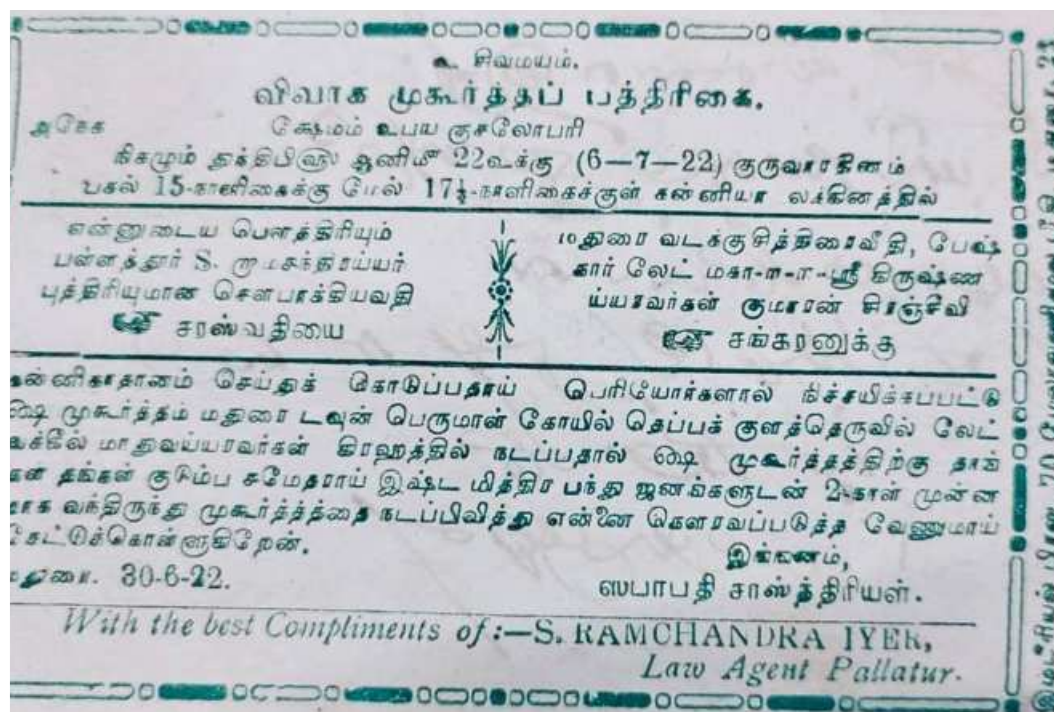 உ சிவமயம்.
விவாக முகூர்த்தப் பத்திரிகை.
அநேக க்ஷேமம் உபய குசலோபரி
நிகழும் துந்திபிஹு ஆனிமீ 22உக்கு (6—7—22) குருவாரதினம்
பகல் 15-நாளிகைக்கு மேல் 17½-நாளிகைக்குள் கன்னியா லக்கினத்தில்
என்னுடைய பௌத்திரியும்
பள்ளத்தூர் S. ராமசந்திரய்யர்
புத்திரியுமான சௌபாக்கியவதி
சரஸ்வதியை
மதுரை வடக்குசித்திரைவீதி, பேஷ்
கார் லேட் மகா-ா-ா-ஸ்ரீ கிருஷ்ண
ய்யரவர்கள் குமாரன் சிரஞ்சீவி
சங்கரனுக்கு
கன்னிகாதானம் செய்துக் கொடுப்பதாய் பெரியோர்களால் நிச்சயிக்கப்பட்டு
ஷை முகூர்த்தம் மதுரை டவுன் பெருமாள் கோயில் தெப்பக் குளத்தெருவில் லேட்
வக்கீல் மாதுவய்யரவர்கள் கிரஹத்தில் நடப்பதால் ஷை முகூர்த்தத்திற்கு தாங்
கள் தங்கள் குடும்ப சமேதராய் இஷ்ட மித்திர பந்து ஜனங்களுடன் 2-நாள் முன்ன
தாக வந்திருந்து முகூர்த்த்தை நடப்பிவித்து என்னை கௌரவப்படுத்த வேணுமாய்
கேட்டுக்கொள்ளுகிறேன்.
இங்ஙனம்,
மதுரை. 30-6-22.
ஸபாபதி சாஸ்த்திரியள்.
With the best Compliments of :—S. RAMCHANDRA IYER,
Law Agent Pallatur.